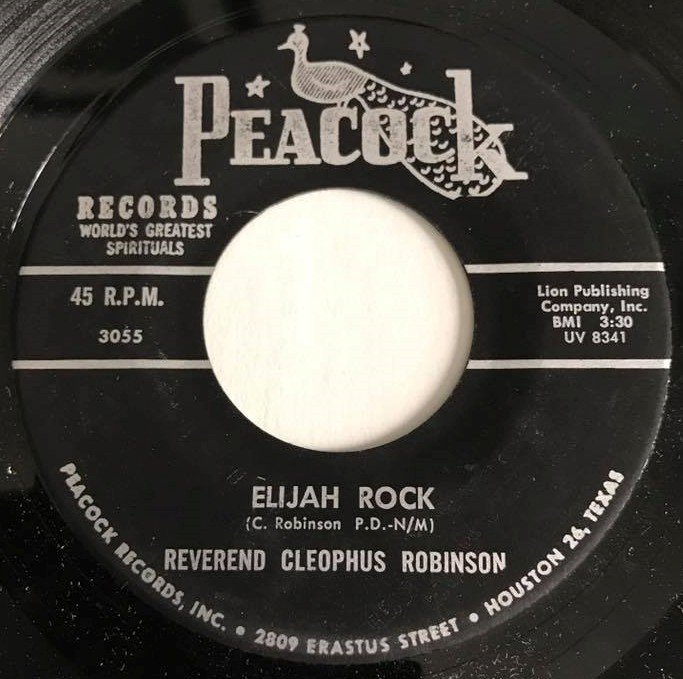 PEACOCK
RECORDS
WORLD'S GREATEST
SPIRITUALS
45 R.P.M.
3055
Lion Publishing
Company, Inc.
BMI 3:30
UV 8341
ELIJAH ROCK
(C. Robinson P.D.-N/M)
REVEREND CLEOPHUS ROBINSON
PEACOCK RECORDS, INC. • 2809 ERASTUS STREET • HOUSTON 26, TEXAS